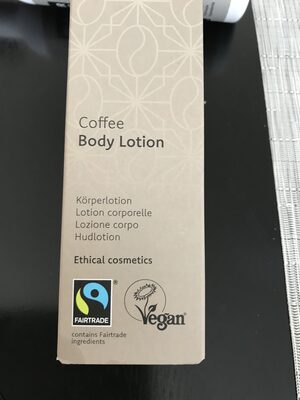 Coffee
Body Lotion
Körperlotion
Lotion corporelle
Lozione corpo
Hudlotion
Ethical cosmetics
FAIRTRADE
®
Vegan
contains Fairtrade
ingredients